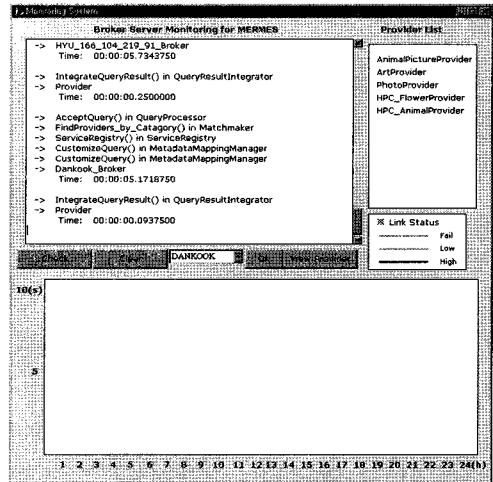 Monitoring System
Broker Server Monitoring for MERMES
-> HYU_166_104_219_91_Broker
Time: 00:00:05.7343750
-> IntegrateQueryResult() in QueryResultIntegrator
-> Provider
Time: 00:00:00.2500000
-> AcceptQuery() in QueryProcessor
-> FindProviders_by_Catagory() in Matchmaker
-> ServiceRegistry() in ServiceRegistry
-> CustomizeQuery() in MetadataMappingManager
-> CustomizeQuery() in MetadataMappingManager
-> Dankook_Broker
Time: 00:00:05.1718750
-> IntegrateQueryResult() in QueryResultIntegrator
-> Provider
Time: 00:00:00.0937500
Provider List
AnimalPictureProvider
ArtProvider
PhotoProvider
HPC_FlowerProvider
HPC_AnimalProvider
※ Link Status
Fail
Low
High
DANKOOK
10(s)
5
1 2 3 4 5 6 7 8 9 10 11 12 13 14 15 16 17 18 19 20 21 22 23 24(h)